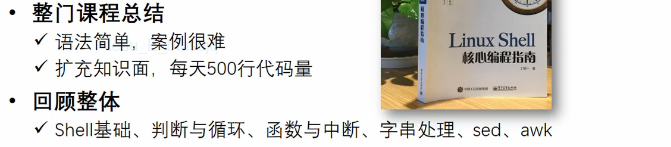 • 整门课程总结
✓ 语法简单，案例很难
✓ 扩充知识面，每天500行代码量
• 回顾整体
✓ Shell基础、判断与循环、函数与中断、字串处理、sed、awk
Linux Shell
核心编程指南